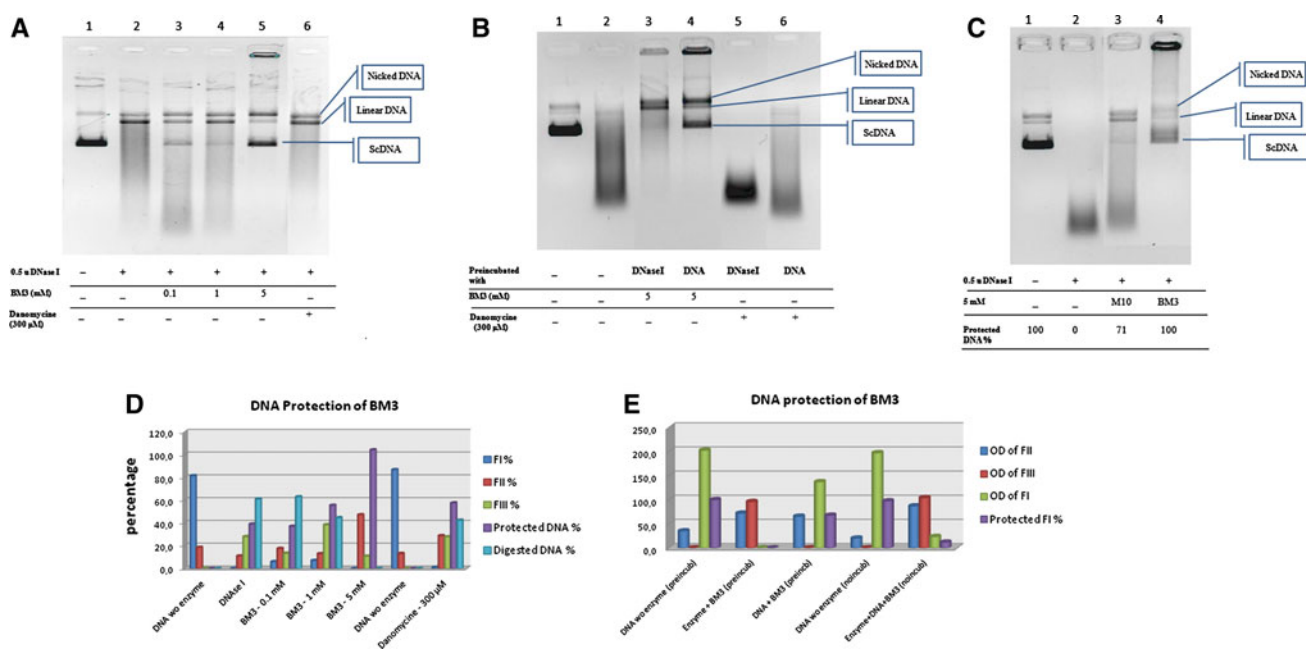 A
1 2 3 4 5 6
Nicked DNA
Linear DNA
ScDNA
0.5 u DNase I – + + + + +
BM3 (mM) – – 0.1 1 5 –
Danomycine (300 µM) – – – – – +
B
1 2 3 4 5 6
Nicked DNA
Linear DNA
ScDNA
Preincubated with – – DNaseI DNA DNaseI DNA
BM3 (mM) – – 5 5 – –
Danomycine (300 µM) – – – – + +
C
1 2 3 4
Nicked DNA
Linear DNA
ScDNA
0.5 u DNase I – + + +
5 mM – – M10 BM3
Protected DNA % 100 0 71 100
D
DNA Protection of BM3
percentage
120,0
100,0
80,0
60,0
40,0
20,0
0,0
DNA wo enzyme
DNAse I
BM3 - 0.1 mM
BM3 - 1 mM
BM3 - 5 mM
DNA wo enzyme
Danomycine - 300 µM
FI %
FII %
FIII %
Protected DNA %
Digested DNA %
E
DNA protection of BM3
250,0
200,0
150,0
100,0
50,0
0,0
DNA wo enzyme (preincub)
Enzyme + BM3 (preincub)
DNA + BM3 (preincb)
DNA wo enzyme (noincub)
Enzyme+DNA+BM3 (noincub)
OD of FII
OD of FIII
OD of FI
Protected FI %